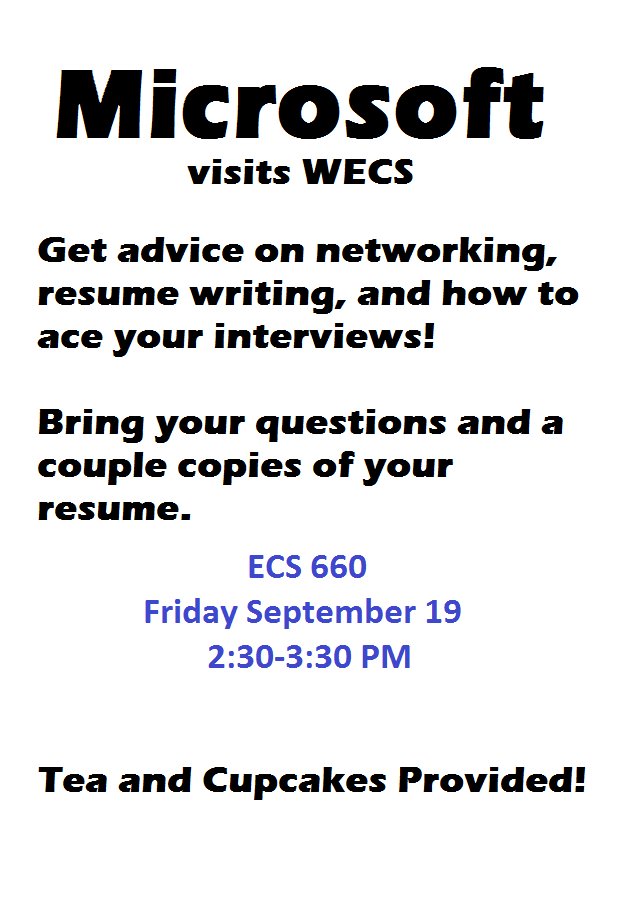 Microsoft
visits WECS
Get advice on networking,
resume writing, and how to
ace your interviews!
Bring your questions and a
couple copies of your
resume.
ECS 660
Friday September 19
2:30-3:30 PM
Tea and Cupcakes Provided!